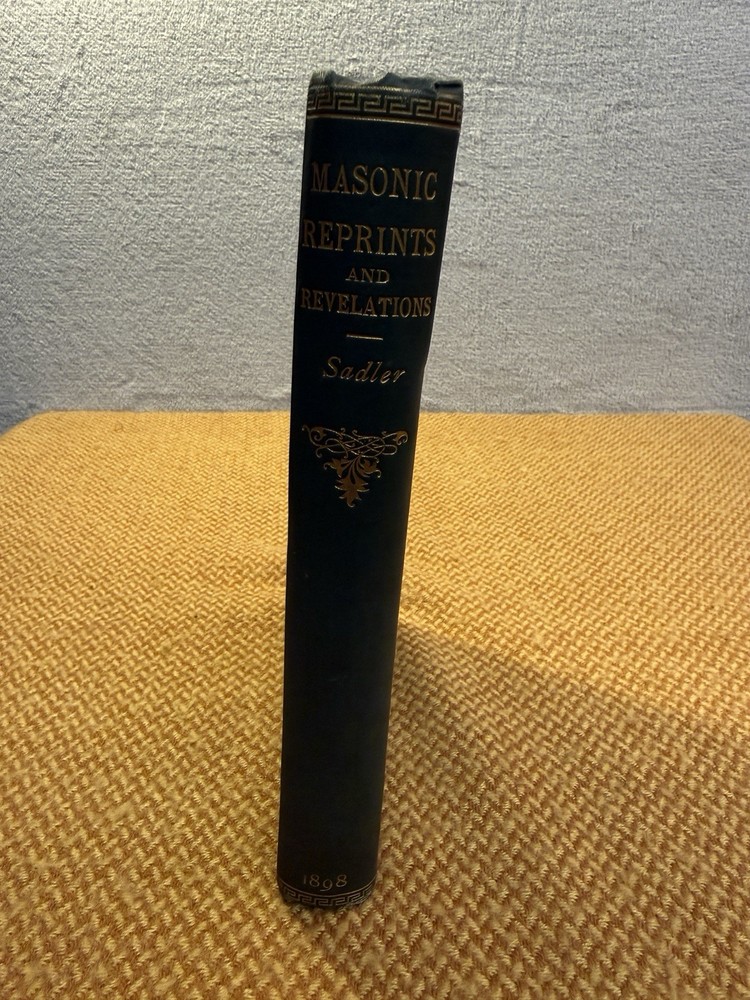 MASONIC
REPRINTS
AND
REVELATIONS
Sadler
1898